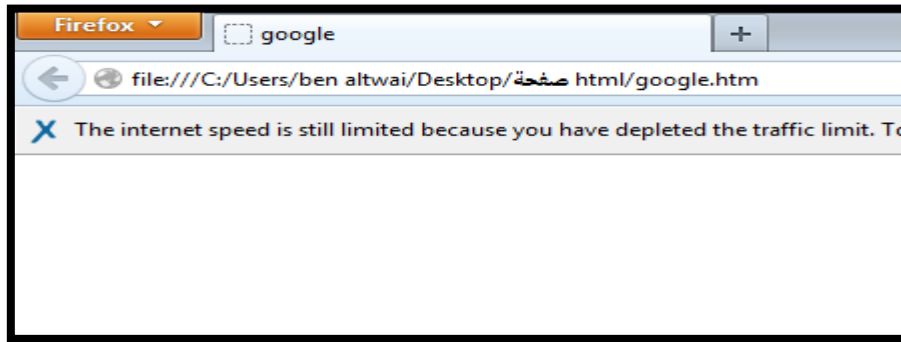 Firefox
google
file:///C:/Users/ben altwai/Desktop/صفحة html/google.htm
The internet speed is still limited because you have depleted the traffic limit. To